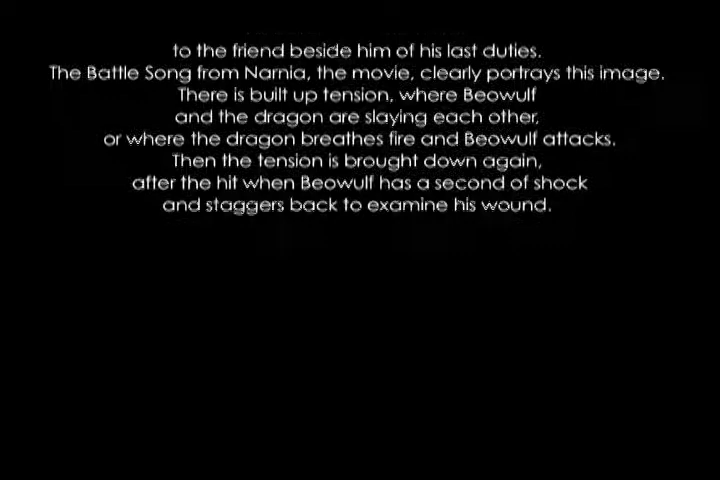 to the friend beside him of his last duties.
The Battle Song from Narnia, the movie, clearly portrays this image.
There is built up tension, where Beowulf
and the dragon are slaying each other,
or where the dragon breathes fire and Beowulf attacks.
Then the tension is brought down again,
after the hit when Beowulf has a second of shock
and staggers back to examine his wound.